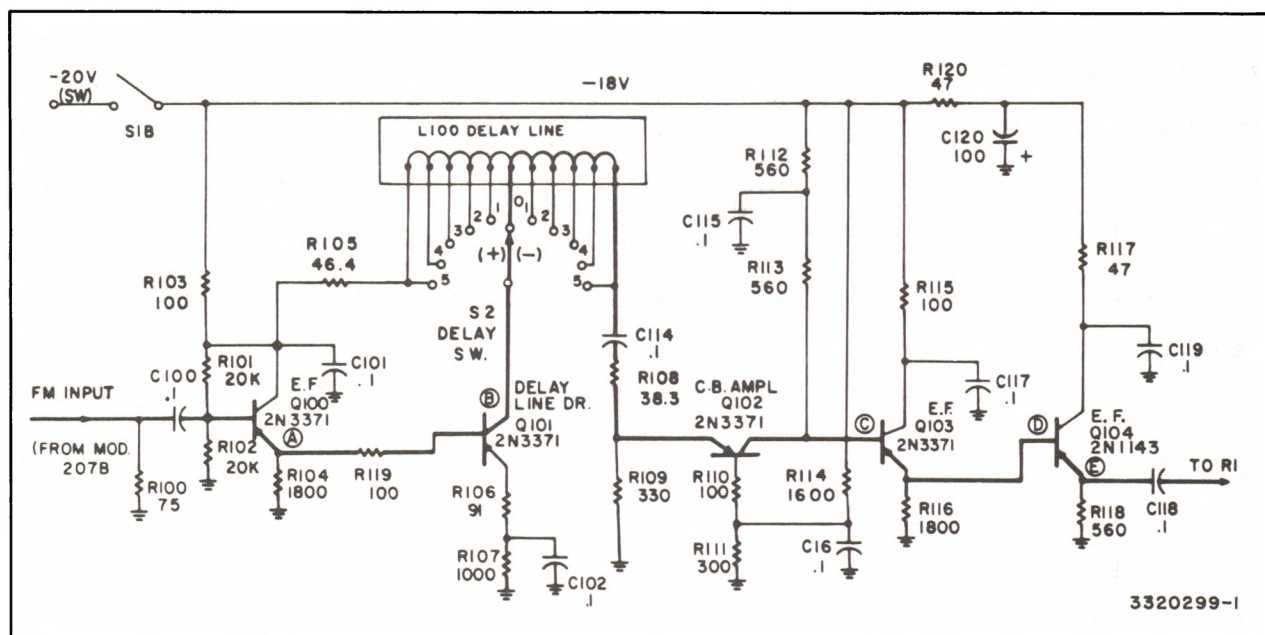 -20V
(SW)
S1B
-18V
R120
47
C120
100
+
L100 DELAY LINE
5
4
3
2
1
0
1
2
3
4
5
(+) (-)
S2
DELAY
SW.
R105
46.4
R103
100
R101
20K
C101
.1
E.F
Q100
2N3371
FM INPUT
(FROM MOD.
207B
C100
.1
R100
75
R102
20K
A
R104
1800
R119
100
B
DELAY
LINE DR.
Q101
2N3371
R106
91
R107
1000
C102
.1
C114
.1
R108
38.3
R109
330
C.B. AMPL
Q102
2N3371
R110
100
R111
300
C16
.1
R112
560
C115
.1
R113
560
R114
1600
R115
100
C117
.1
C
E.F.
Q103
2N3371
R116
1800
R117
47
C119
.1
D
E. F.
Q104
2N1143
E
R118
560
C118
.1
TO R1
3320299-1